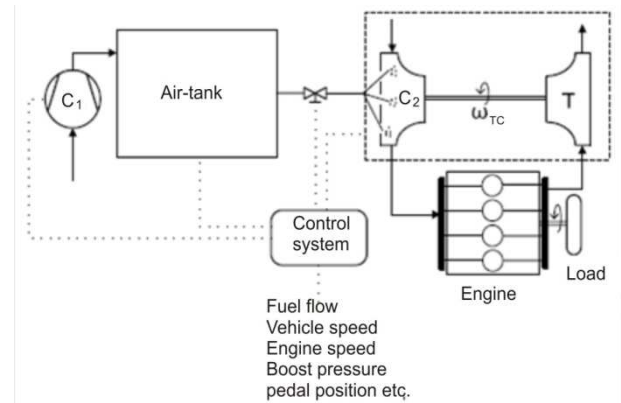 C1
Air-tank
C2
ωTC
T
Control
system
Load
Engine
Fuel flow
Vehicle speed
Engine speed
Boost pressure
pedal position etc.